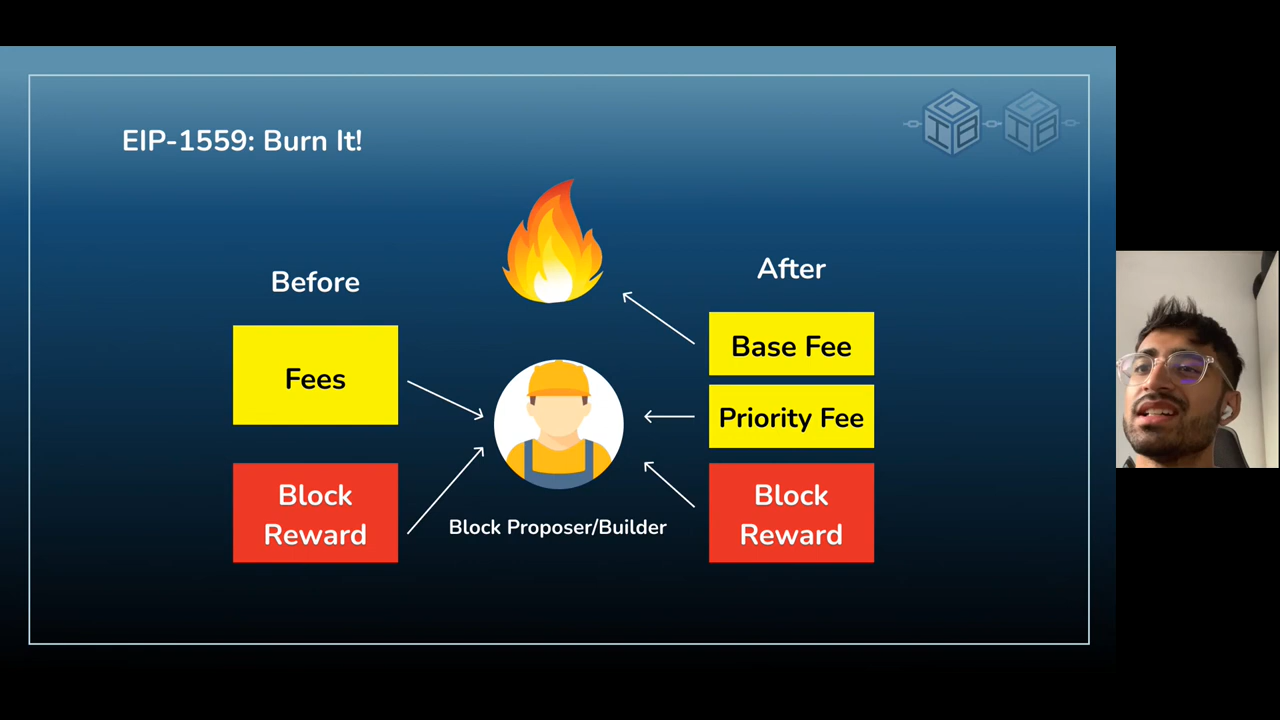 EIP-1559: Burn It!
Before
Fees
Block
Reward
Block Proposer/Builder
After
Base Fee
Priority Fee
Block
Reward